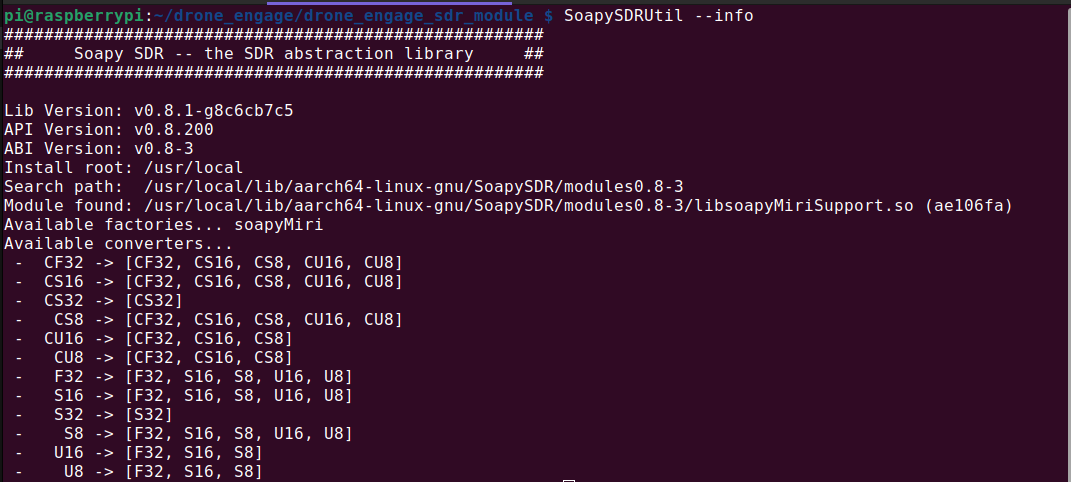 pi@raspberrypi:~/drone_engage/drone_engage_sdr_module $ SoapySDRUtil --info
######################################################
##     Soapy SDR -- the SDR abstraction library     ##
######################################################
Lib Version: v0.8.1-g8c6cb7c5
API Version: v0.8.200
ABI Version: v0.8-3
Install root: /usr/local
Search path:  /usr/local/lib/aarch64-linux-gnu/SoapySDR/modules0.8-3
Module found: /usr/local/lib/aarch64-linux-gnu/SoapySDR/modules0.8-3/libsoapyMiriSupport.so (ae106fa)
Available factories... soapyMiri
Available converters...
 -  CF32 -> [CF32, CS16, CS8, CU16, CU8]
 -  CS16 -> [CF32, CS16, CS8, CU16, CU8]
 -  CS32 -> [CS32]
 -   CS8 -> [CF32, CS16, CS8, CU16, CU8]
 -  CU16 -> [CF32, CS16, CS8]
 -   CU8 -> [CF32, CS16, CS8]
 -   F32 -> [F32, S16, S8, U16, U8]
 -   S16 -> [F32, S16, S8, U16, U8]
 -   S32 -> [S32]
 -    S8 -> [F32, S16, S8, U16, U8]
 -   U16 -> [F32, S16, S8]
 -    U8 -> [F32, S16, S8]